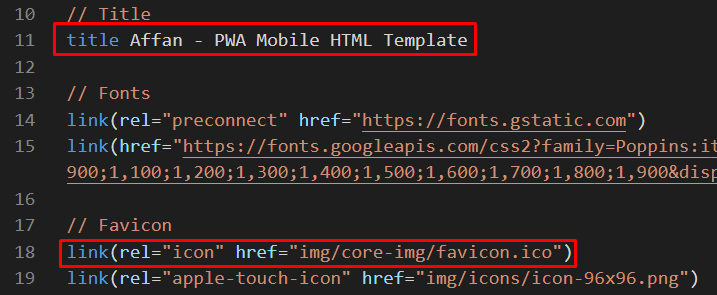 10 // Title
11 title Affan - PWA Mobile HTML Template
12
13 // Fonts
14 link(rel="preconnect" href="https://fonts.gstatic.com")
15 link(href="https://fonts.googleapis.com/css2?family=Poppins:it
900;1,100;1,200;1,300;1,400;1,500;1,600;1,700;1,800;1,900&disp
16
17 // Favicon
18 link(rel="icon" href="img/core-img/favicon.ico")
19 link(rel="apple-touch-icon" href="img/icons/icon-96x96.png")